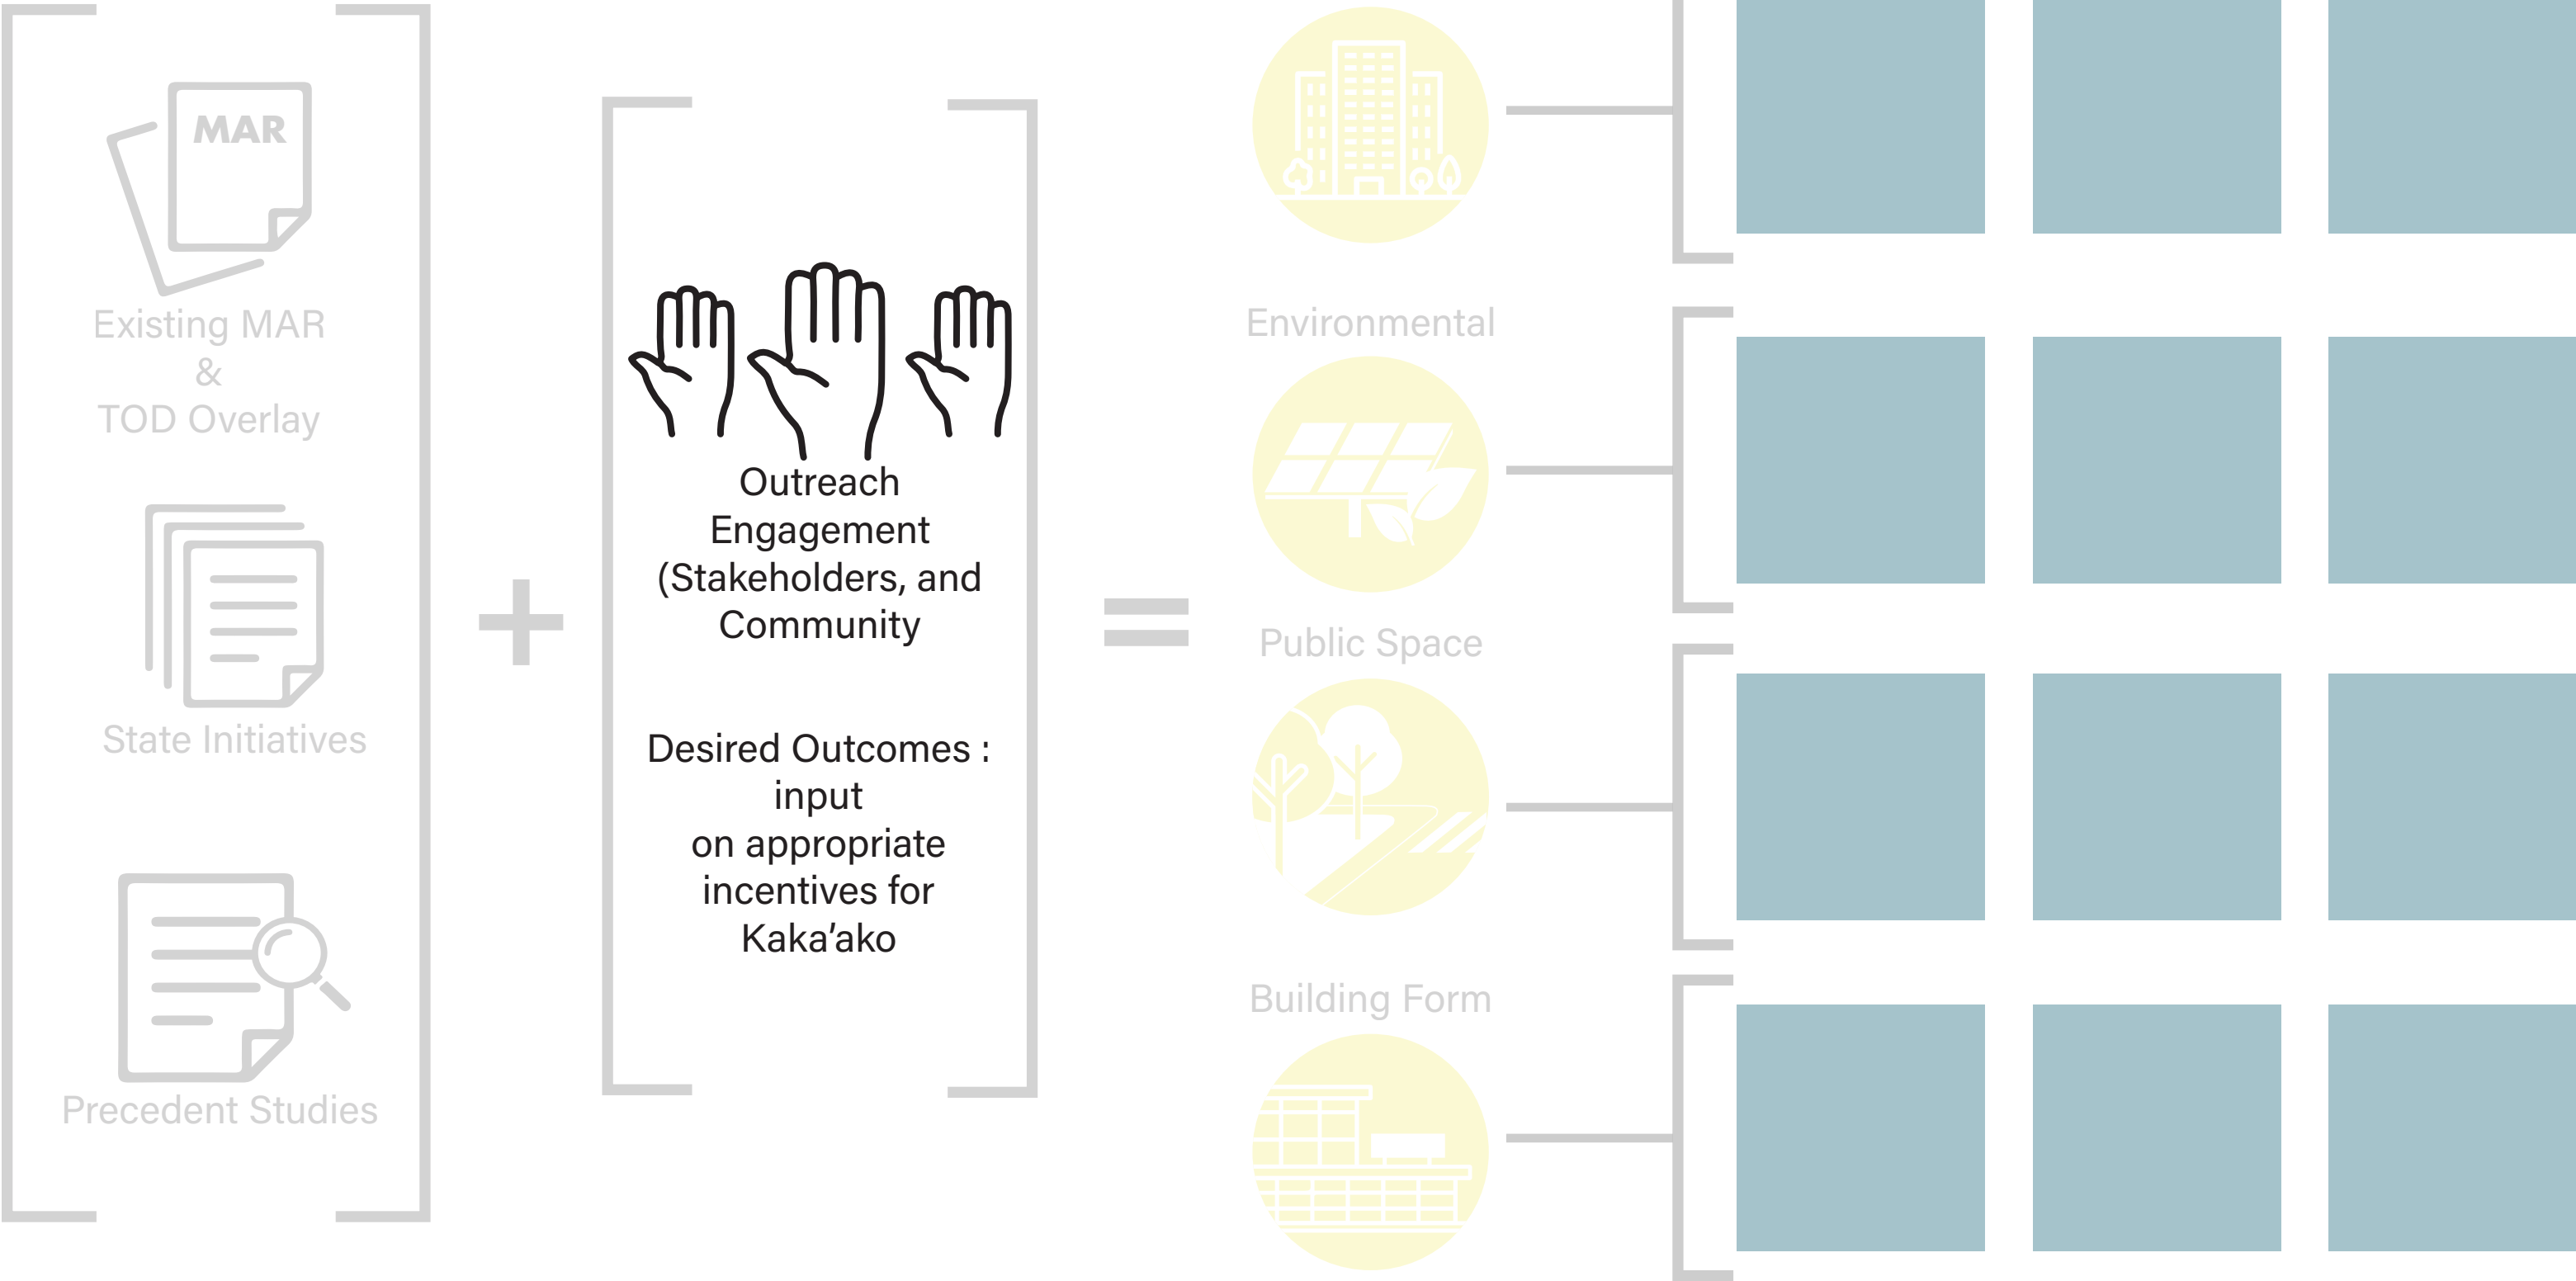 MAR
Existing MAR
&
TOD Overlay
State Initiatives
Precedent Studies
+
Outreach
Engagement
(Stakeholders, and
Community
Desired Outcomes :
input
on appropriate
incentives for
Kaka’ako
=
Environmental
Public Space
Building Form